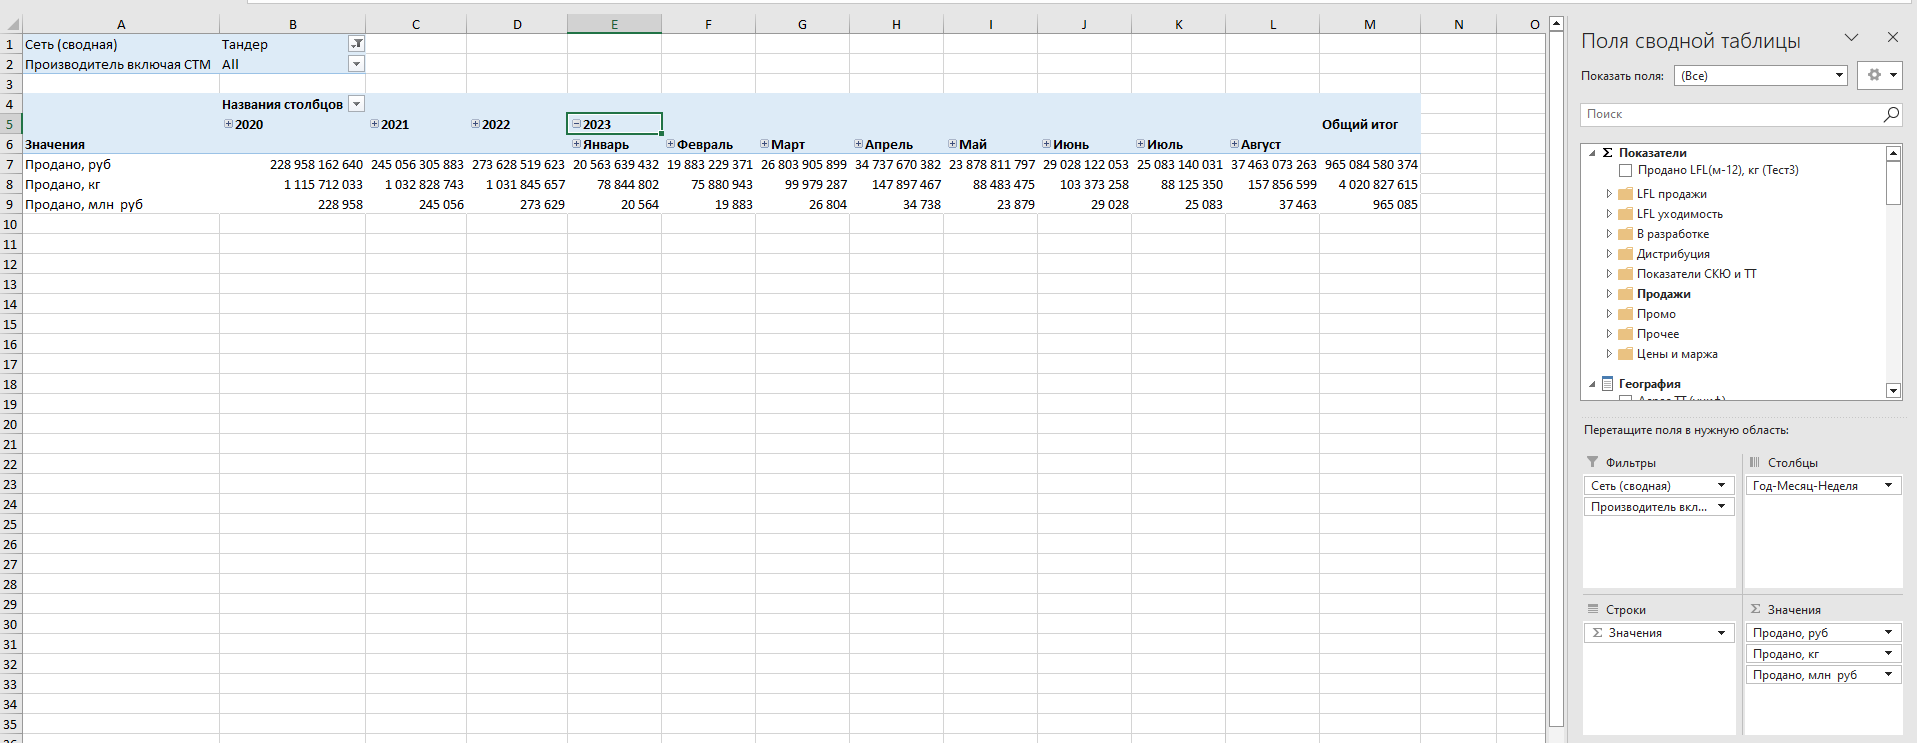 A B C D E F G H I J K L M N O
1 Сеть (сводная) Тандер
2 Производитель включая СТМ All
3
4 Названия столбцов
5 2020 2021 2022 2023 Общий итог
6 Значения Январь Февраль Март Апрель Май Июнь Июль Август
7 Продано, руб 228 958 162 640 245 056 305 883 273 628 519 623 20 563 639 432 19 883 229 371 26 803 905 899 34 737 670 382 23 878 811 797 29 028 122 053 25 083 140 031 37 463 073 263 965 084 580 374
8 Продано, кг 1 115 712 033 1 032 828 743 1 031 845 657 78 844 802 75 880 943 99 979 287 147 897 467 88 483 475 103 373 258 88 125 350 157 856 599 4 020 827 615
9 Продано, млн  руб 228 958 245 056 273 629 20 564 19 883 26 804 34 738 23 879 29 028 25 083 37 463 965 085
10
11
12
13
14
15
16
17
18
19
20
21
22
23
24
25
26
27
28
29
30
31
32
33
34
35
Поля сводной таблицы
Показать поля: (Все)
Поиск
Σ Показатели
Продано LFL(м-12), кг (Тест3)
LFL продажи
LFL уходимость
В разработке
Дистрибуция
Показатели СКЮ и ТТ
Продажи
Промо
Прочее
Цены и маржа
География
Перетащите поля в нужную область:
Фильтры
Сеть (сводная)
Производитель вкл...
Столбцы
Год-Месяц-Неделя
Строки
Σ Значения
Σ Значения
Продано, руб
Продано, кг
Продано, млн  руб